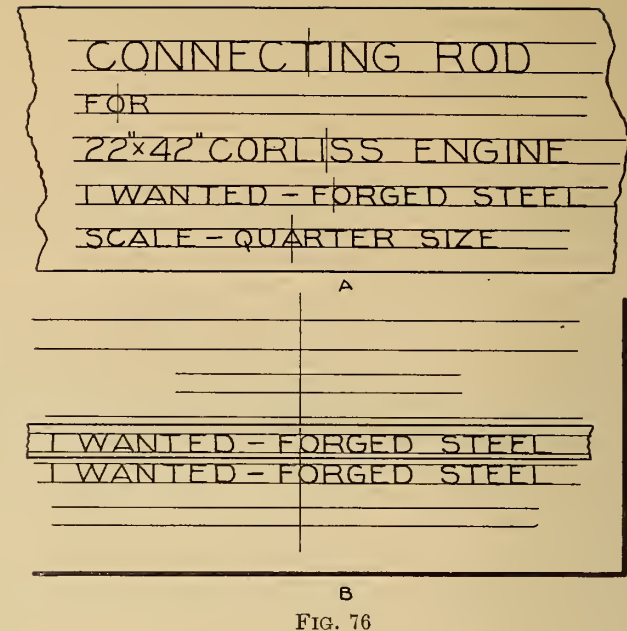 CONNECTING ROD
FOR
22"x42" CORLISS ENGINE
1 WANTED - FORGED STEEL
SCALE - QUARTER SIZE
A
1 WANTED - FORGED STEEL
1 WANTED - FORGED STEEL
B
FIG. 76